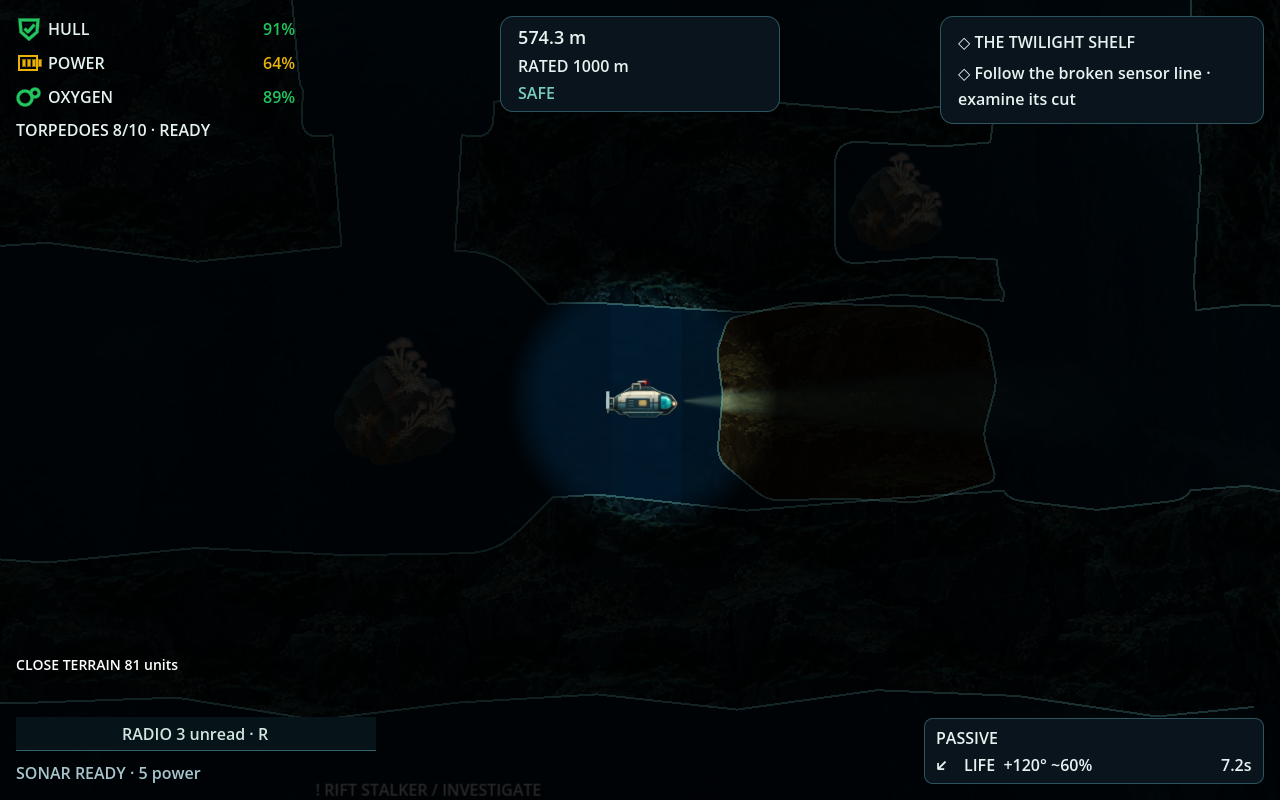 HULL 91%
POWER 64%
OXYGEN 89%
TORPEDOES 8/10 · READY
574.3 m
RATED 1000 m
SAFE
◇ THE TWILIGHT SHELF
◇ Follow the broken sensor line ·
examine its cut
CLOSE TERRAIN 81 units
RADIO 3 unread · R
SONAR READY · 5 power
! RIFT STALKER / INVESTIGATE
PASSIVE
↙ LIFE +120° ~60% 7.2s